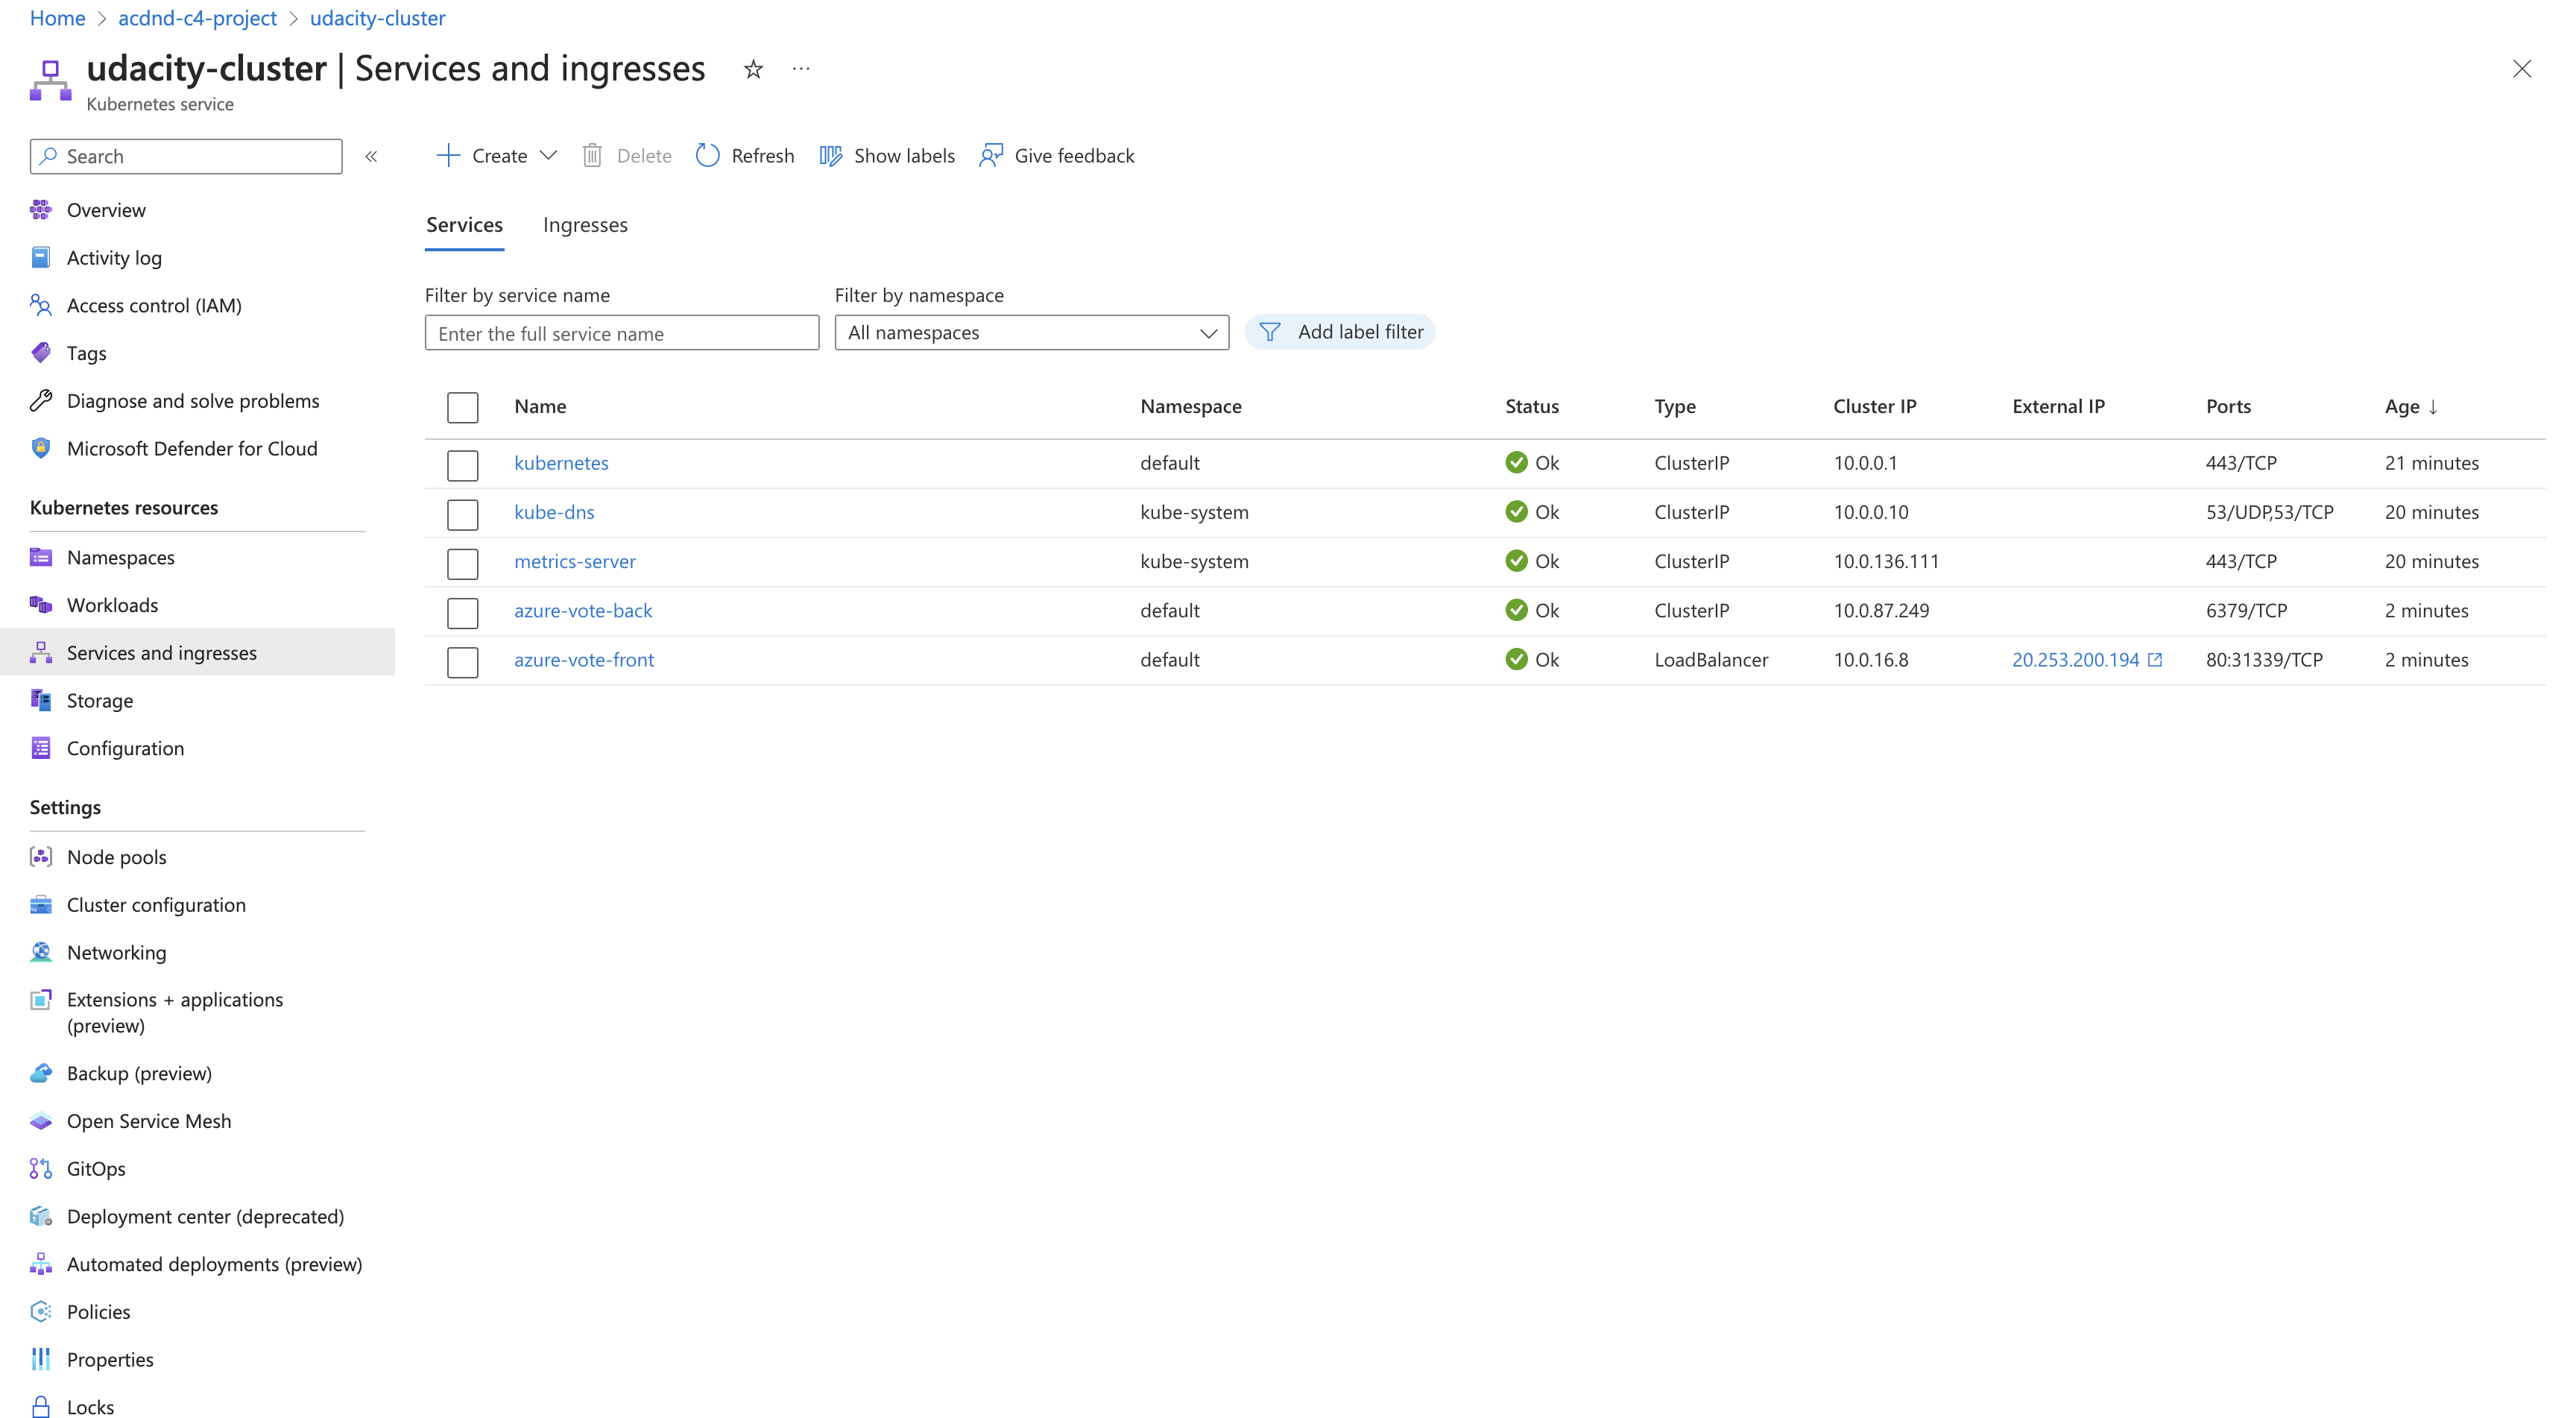 Home > acdnd-c4-project > udacity-cluster
udacity-cluster | Services and ingresses
Kubernetes service
Search
Overview
Activity log
Access control (IAM)
Tags
Diagnose and solve problems
Microsoft Defender for Cloud
Kubernetes resources
Namespaces
Workloads
Services and ingresses
Storage
Configuration
Settings
Node pools
Cluster configuration
Networking
Extensions + applications
(preview)
Backup (preview)
Open Service Mesh
GitOps
Deployment center (deprecated)
Automated deployments (preview)
Policies
Properties
Locks
Create Delete Refresh Show labels Give feedback
Services Ingresses
Filter by service name Filter by namespace
Enter the full service name All namespaces Add label filter
Name Namespace Status Type Cluster IP External IP Ports Age ↓
kubernetes default Ok ClusterIP 10.0.0.1 443/TCP 21 minutes
kube-dns kube-system Ok ClusterIP 10.0.0.10 53/UDP,53/TCP 20 minutes
metrics-server kube-system Ok ClusterIP 10.0.136.111 443/TCP 20 minutes
azure-vote-back default Ok ClusterIP 10.0.87.249 6379/TCP 2 minutes
azure-vote-front default Ok LoadBalancer 10.0.16.8 20.253.200.194 80:31339/TCP 2 minutes